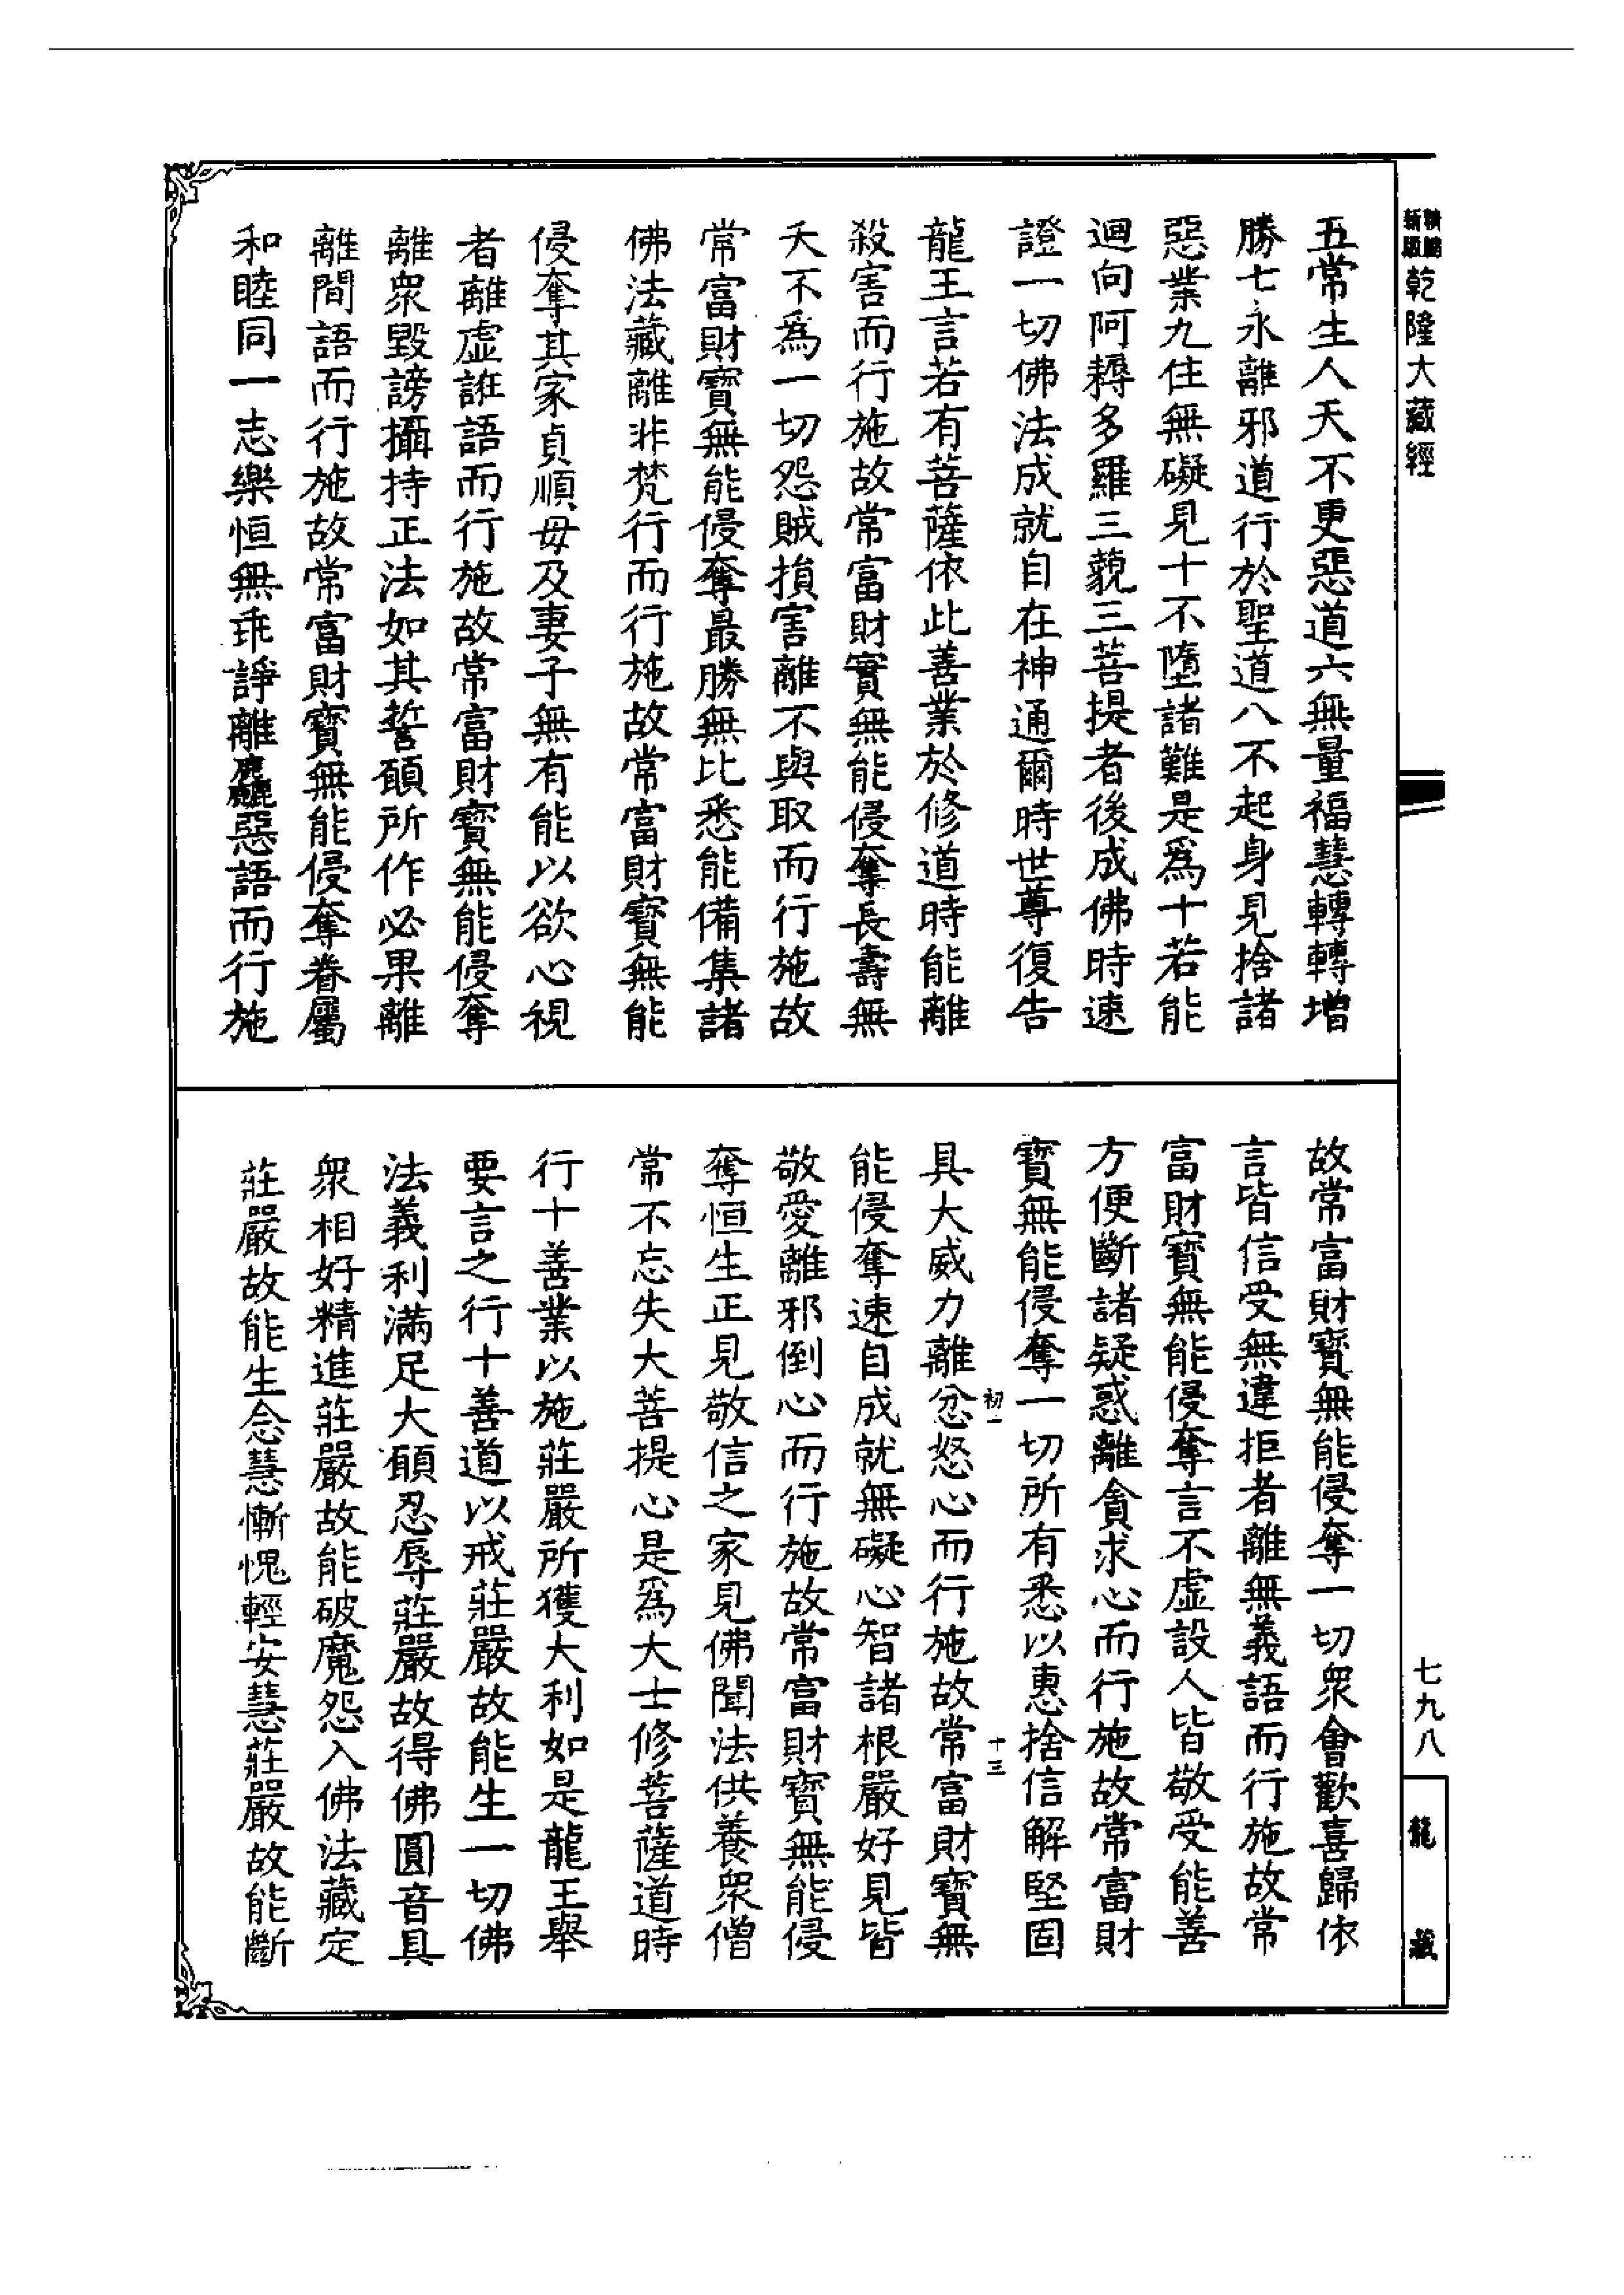 五常生人天不更惡道六無量福慧轉轉增
勝七永離邪道行於聖道八不起身見捨諸
惡業九住無礙見十不墮諸難是爲十若能
迴向阿耨多羅三藐三菩提者後成佛時速
證一切佛法成就自在神通爾時世尊復告
龍王言若有菩薩依此善業於修道時能離
殺害而行施故常富財寶無能侵奪長壽無
夭不爲一切怨賊損害離不與取而行施故
常富財寶無能侵奪最勝無比悉能備集諸
佛法藏離非梵行而行施故常富財寶無能
侵奪其家貞順母及妻子無有能以欲心視
者離虛誑語而行施故常富財寶無能侵奪
離衆毀謗攝持正法如其誓願所作必果離
離間語而行施故常富財寶無能侵奪眷屬
和睦同一志樂恒無乖諍離麤惡語而行施
故常富財寶無能侵奪一切衆會歡喜歸依
言皆信受無違拒者離無義語而行施故常
富財寶無能侵奪言不虛設人皆敬受能善
方便斷諸疑惑離貪求心而行施故常富財
寶無能侵奪一切所有悉以惠捨信解堅固
具大威力離忿怒心而行施故常富財寶無
能侵奪速自成就無礙心智諸根嚴好見皆
敬愛離邪倒心而行施故常富財寶無能侵
奪恒生正見敬信之家見佛聞法供養衆僧
常不忘失大菩提心是爲大士修菩薩道時
行十善業以施莊嚴所獲大利如是龍王舉
要言之行十善道以戒莊嚴故能生一切佛
法義利滿足大願忍辱莊嚴故得佛圓音具
衆相好精進莊嚴故能破魔怨入佛法藏定
莊嚴故能生念慧慚愧輕安慧莊嚴故能斷
初一
十三
新編
縮版
乾隆大藏經
七九八
龍藏